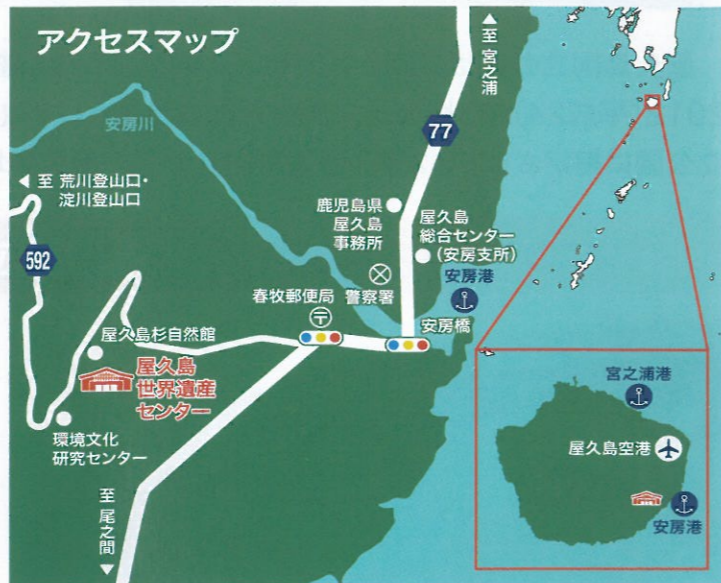 アクセスマップ
至 宮之浦
安房川
77
至 荒川登山口・
淀川登山口
鹿児島県
屋久島
事務所
屋久島
総合センター
(安房支所)
592
安房港
春牧郵便局
警察署
安房橋
屋久島杉自然館
屋久島
世界遺産
センター
環境文化
研究センター
至 尾之間
宮之浦港
屋久島空港
安房港